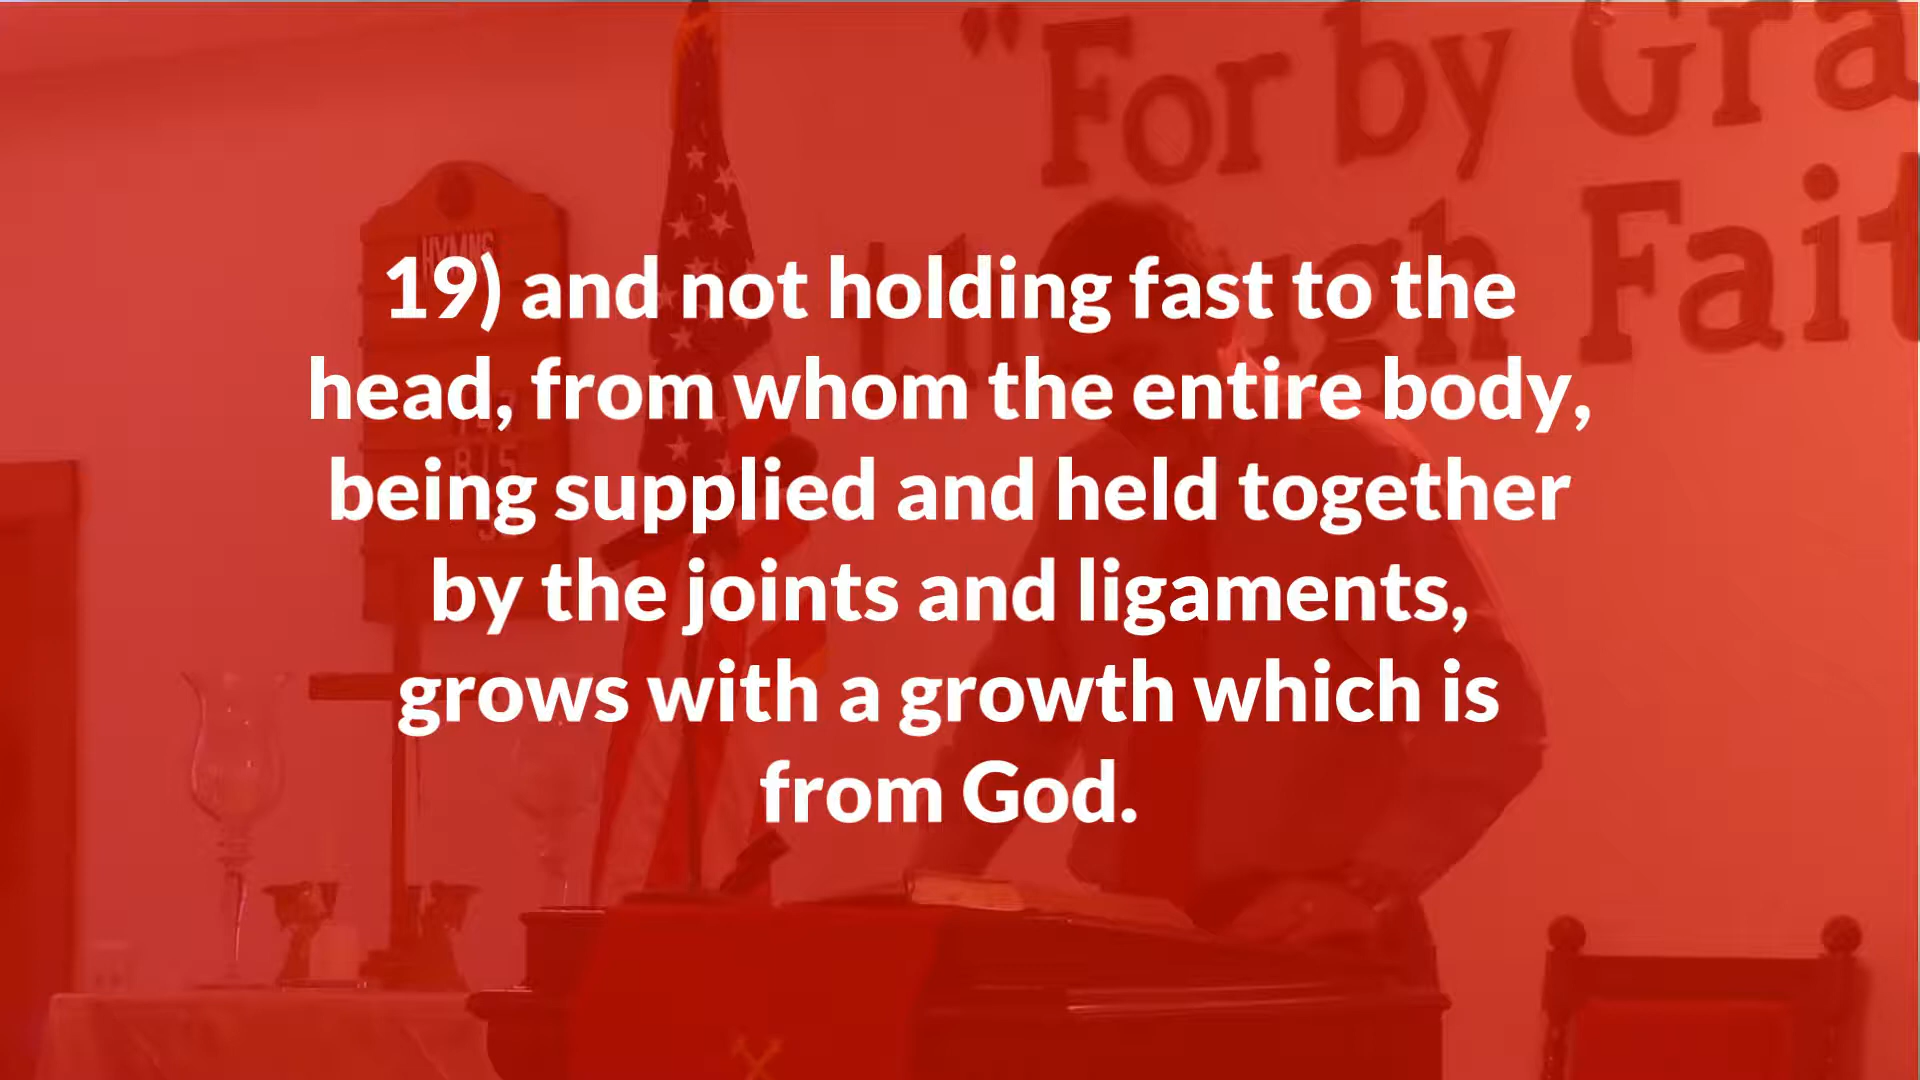 "For by Gra
Fait
HYMNS
19) and not holding fast to the
head, from whom the entire body,
being supplied and held together
by the joints and ligaments,
grows with a growth which is
from God.